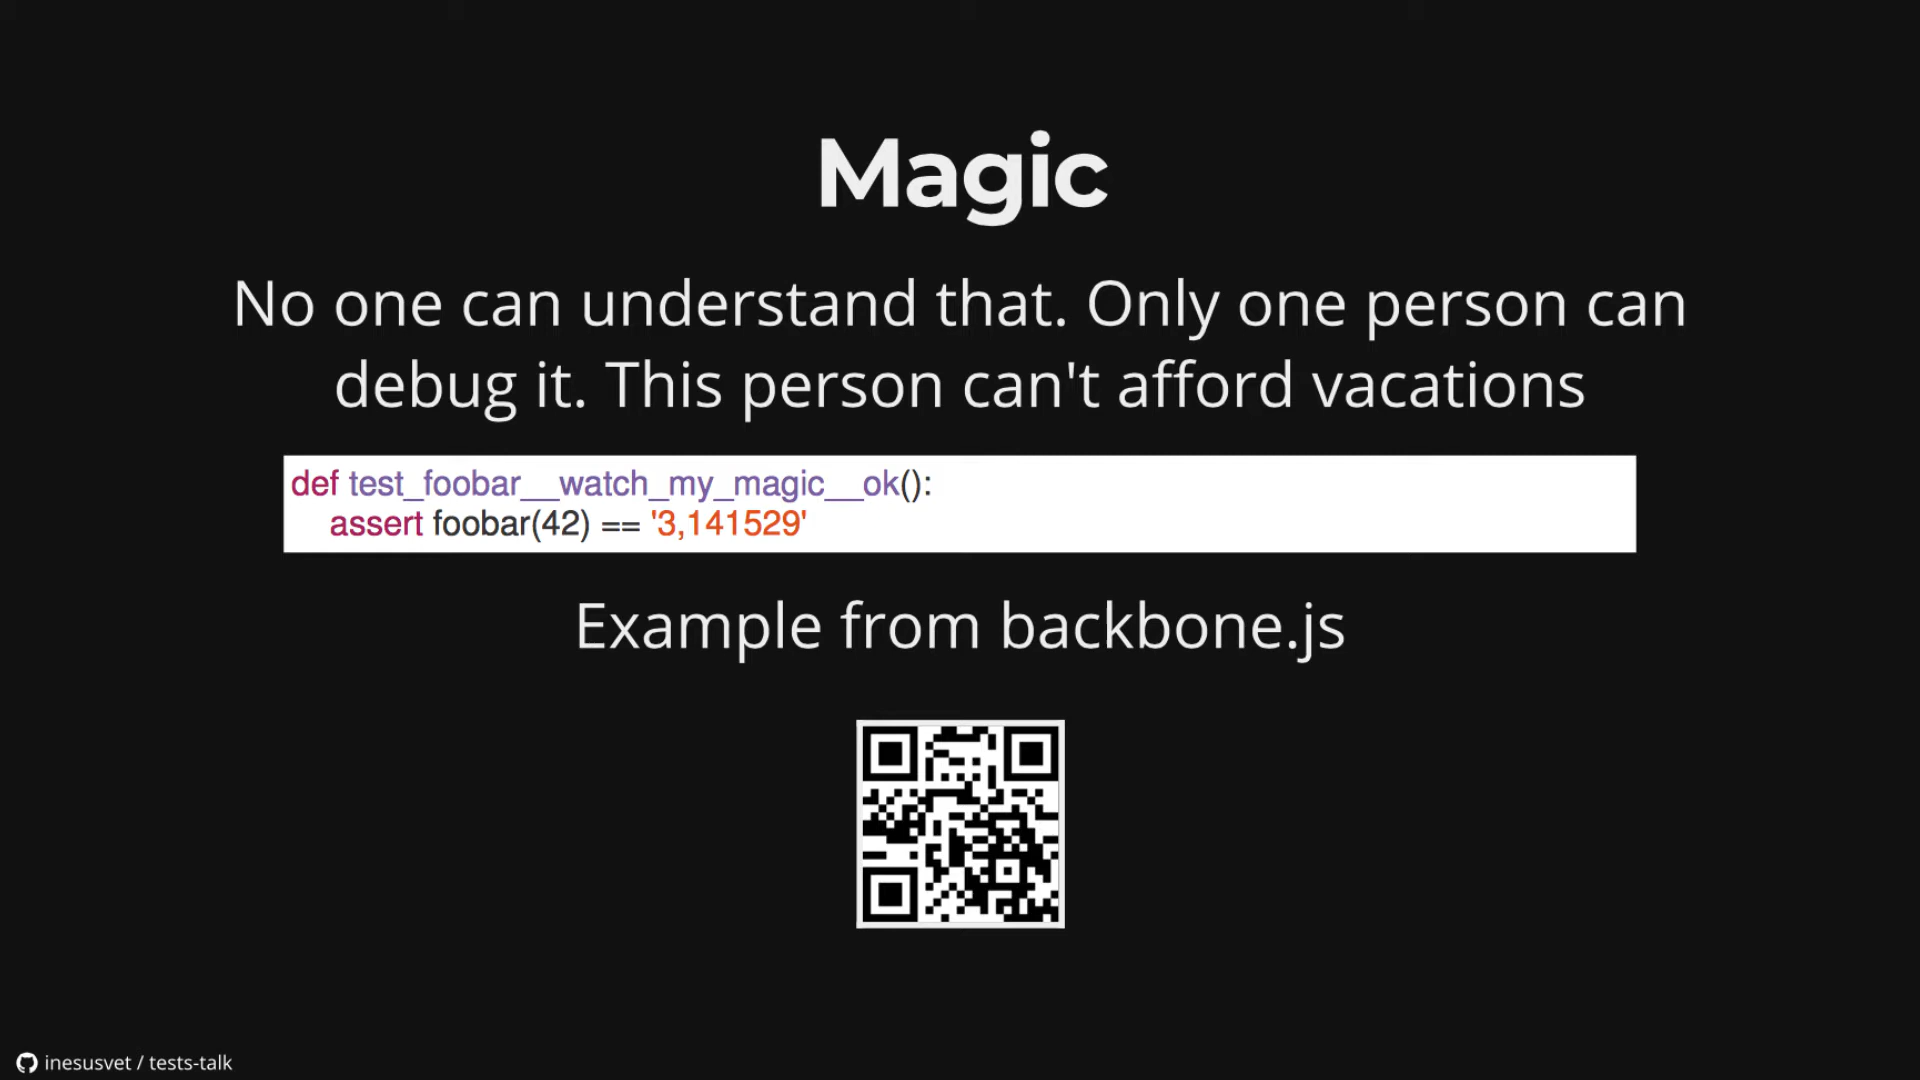 Magic
No one can understand that. Only one person can
debug it. This person can't afford vacations
def test_foobar__watch_my_magic__ok():
    assert foobar(42) == '3,141529'
Example from backbone.js
inesusvet / tests-talk